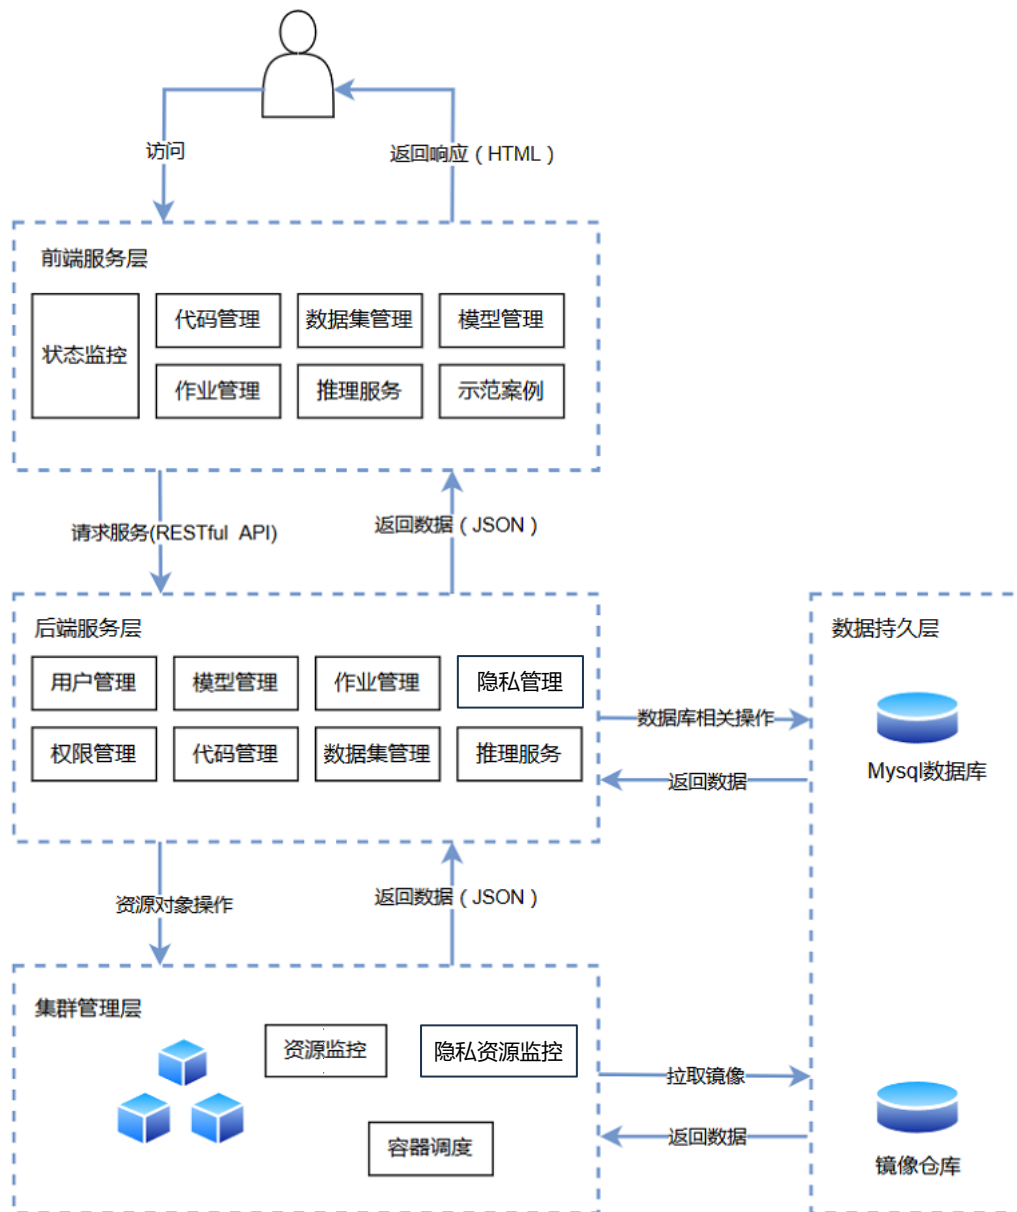 访问
返回响应（HTML）
前端服务层
状态监控
代码管理
数据集管理
模型管理
作业管理
推理服务
示范案例
请求服务(RESTful API)
返回数据（JSON）
后端服务层
用户管理
模型管理
作业管理
隐私管理
权限管理
代码管理
数据集管理
推理服务
数据库相关操作
返回数据
数据持久层
Mysql数据库
资源对象操作
返回数据（JSON）
集群管理层
资源监控
隐私资源监控
容器调度
拉取镜像
返回数据
镜像仓库